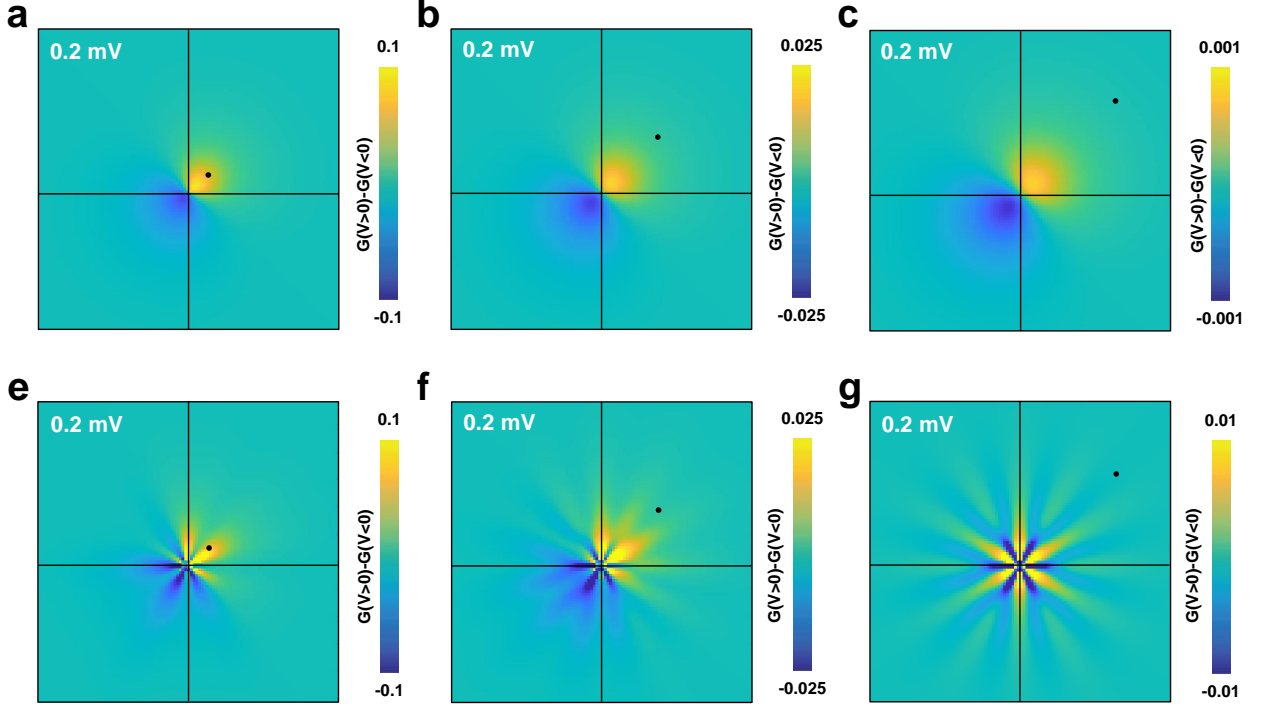 a
0.2 mV
0.1
G(V>0)-G(V<0)
-0.1
b
0.2 mV
0.025
G(V>0)-G(V<0)
-0.025
c
0.2 mV
0.001
G(V>0)-G(V<0)
-0.001
e
0.2 mV
0.1
G(V>0)-G(V<0)
-0.1
f
0.2 mV
0.025
G(V>0)-G(V<0)
-0.025
g
0.2 mV
0.01
G(V>0)-G(V<0)
-0.01